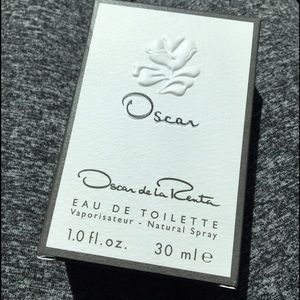 Oscar
Oscar de la Renta
EAU DE TOILETTE
Vaporisateur - Natural Spray
1.0 fl.oz. 30 ml e